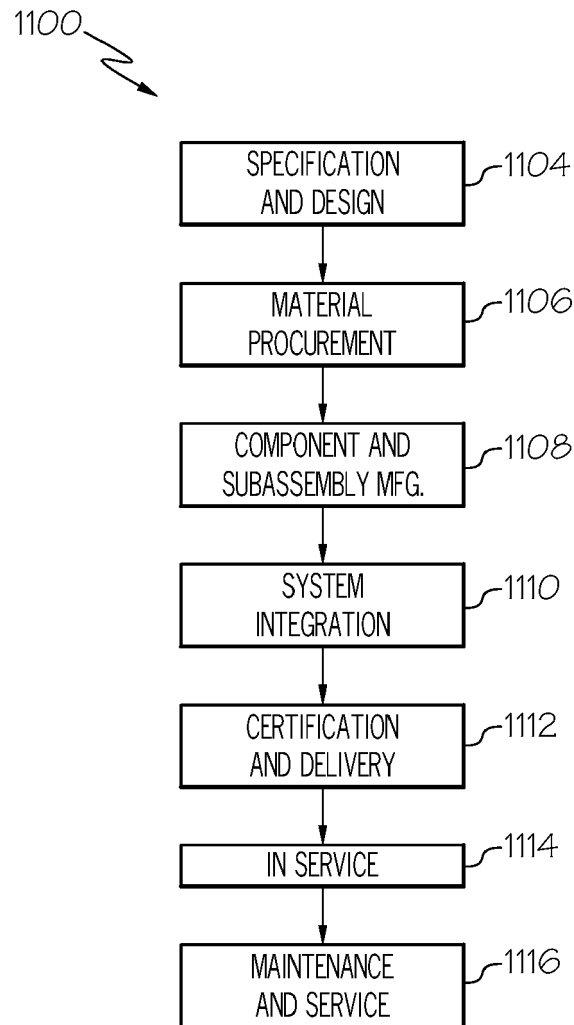 1100
SPECIFICATION
AND DESIGN
1104
MATERIAL
PROCUREMENT
1106
COMPONENT AND
SUBASSEMBLY MFG.
1108
SYSTEM
INTEGRATION
1110
CERTIFICATION
AND DELIVERY
1112
IN SERVICE
1114
MAINTENANCE
AND SERVICE
1116